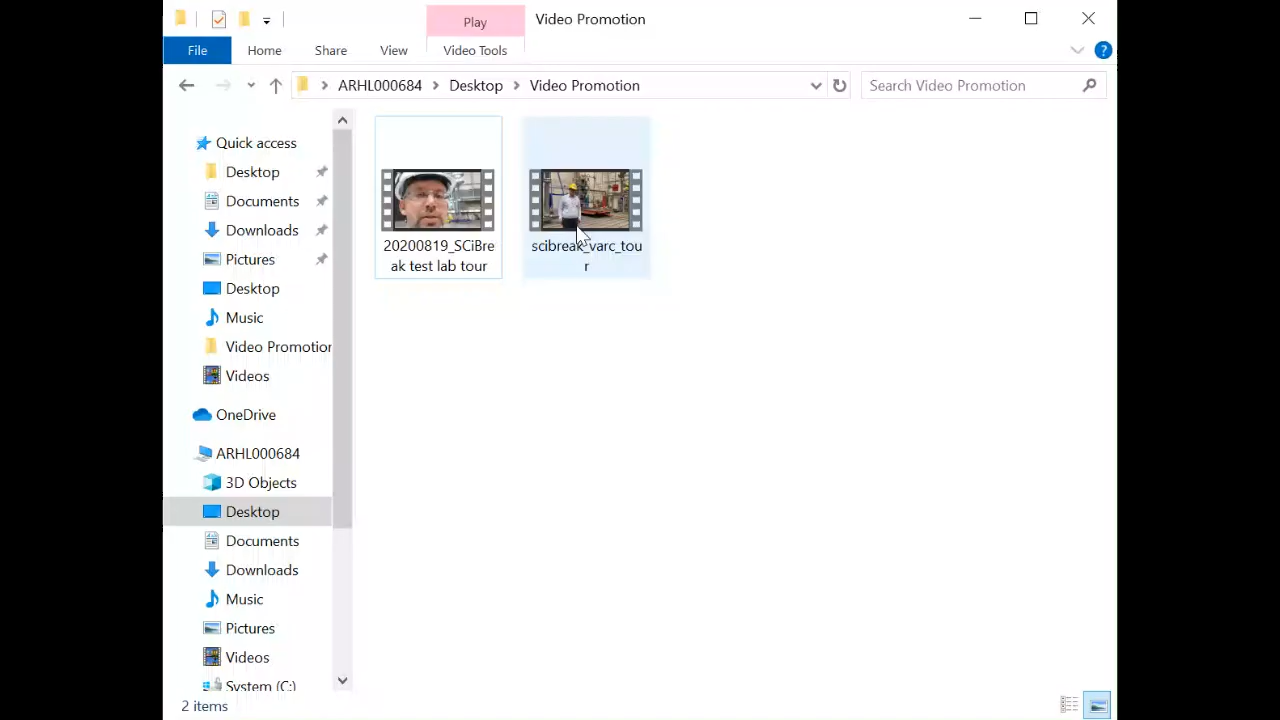 Play
Video Promotion
File
Home
Share
View
Video Tools
?
ARHL000684
Desktop
Video Promotion
Search Video Promotion
Quick access
Desktop
Documents
Downloads
Pictures
Desktop
Music
Video Promotion
Videos
OneDrive
ARHL000684
3D Objects
Desktop
Documents
Downloads
Music
Pictures
Videos
System (C:)
20200819_SCiBre
ak test lab tour
scibreak_varc_tou
r
2 items